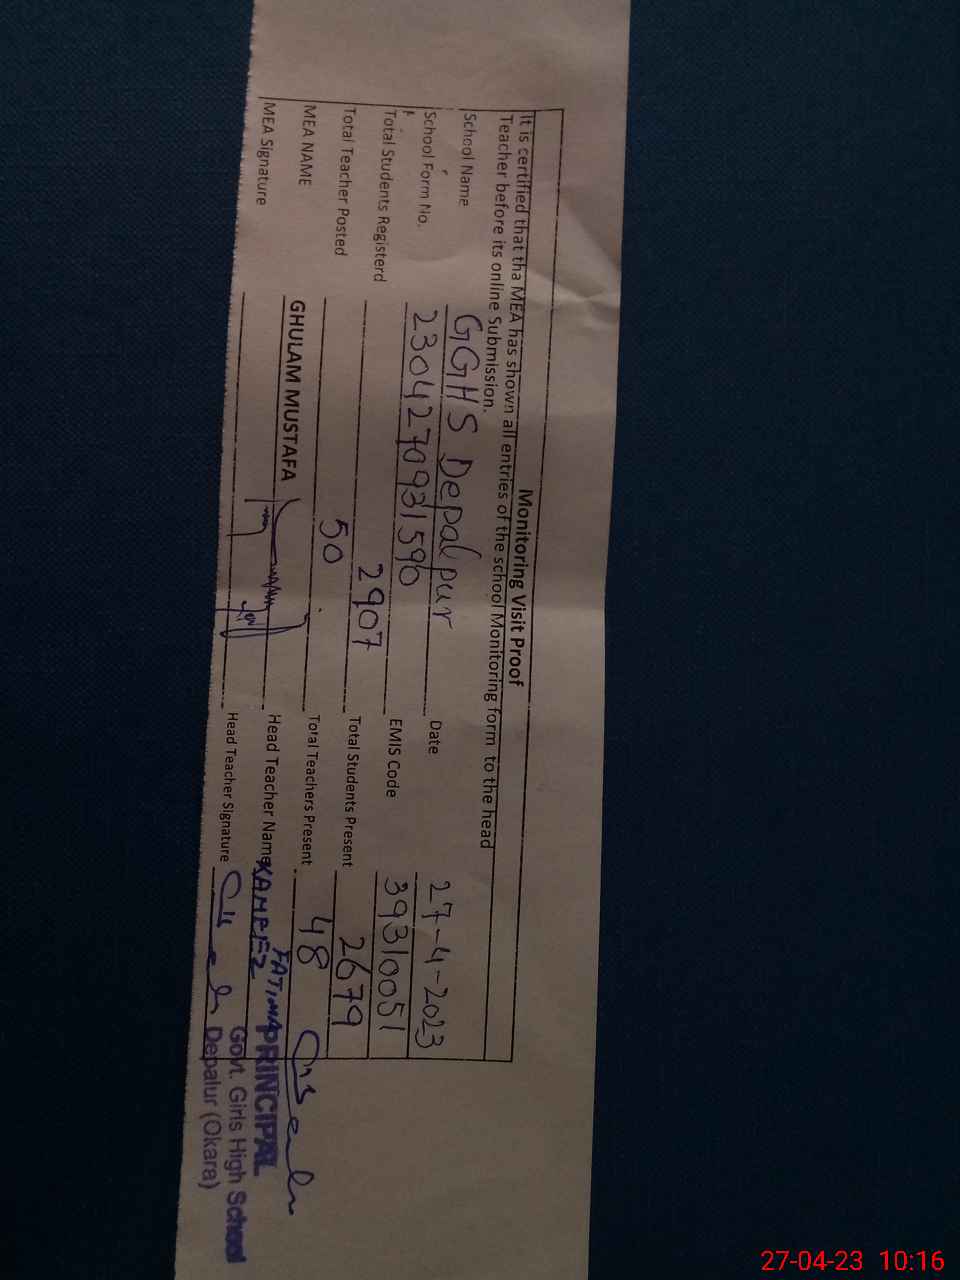 Monitoring Visit Proof
It is certified that tha MEA has shown all entries of the school Monitoring form to the head
Teacher before its online Submission.
School Name GGHS Depalpur Date 27-4-2023
School Form No. 2304270931590 EMIS Code 39310051
Total Students Registerd 2907 Total Students Present 2679
Total Teacher Posted 50 Total Teachers Present 48
MEA NAME GHULAM MUSTAFA Head Teacher Name FATIMA
MEA Signature Head Teacher Signature
PRINCIPAL
Govt. Girls High School
Depalur (Okara)
27-04-23 10:16